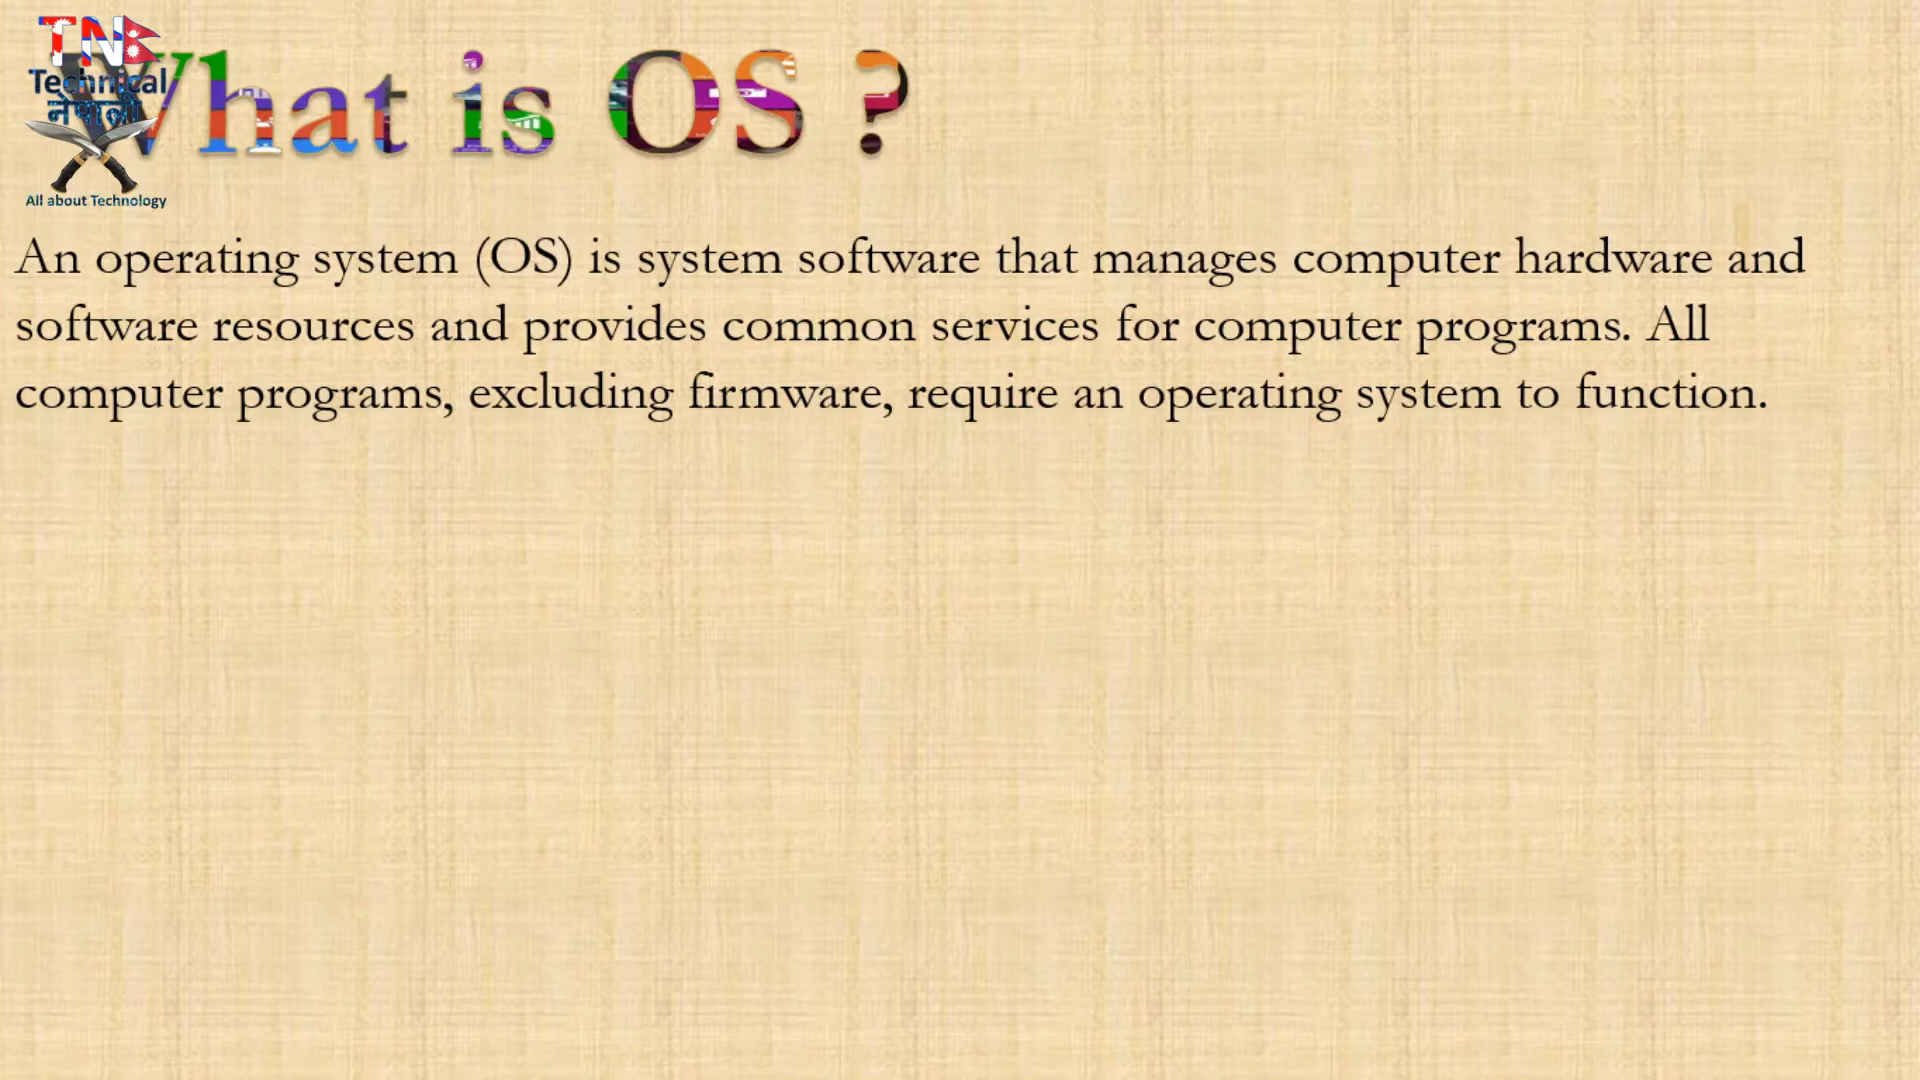 TN
Technical
नेपाली
All about Technology
What is OS ?
An operating system (OS) is system software that manages computer hardware and
software resources and provides common services for computer programs. All
computer programs, excluding firmware, require an operating system to function.